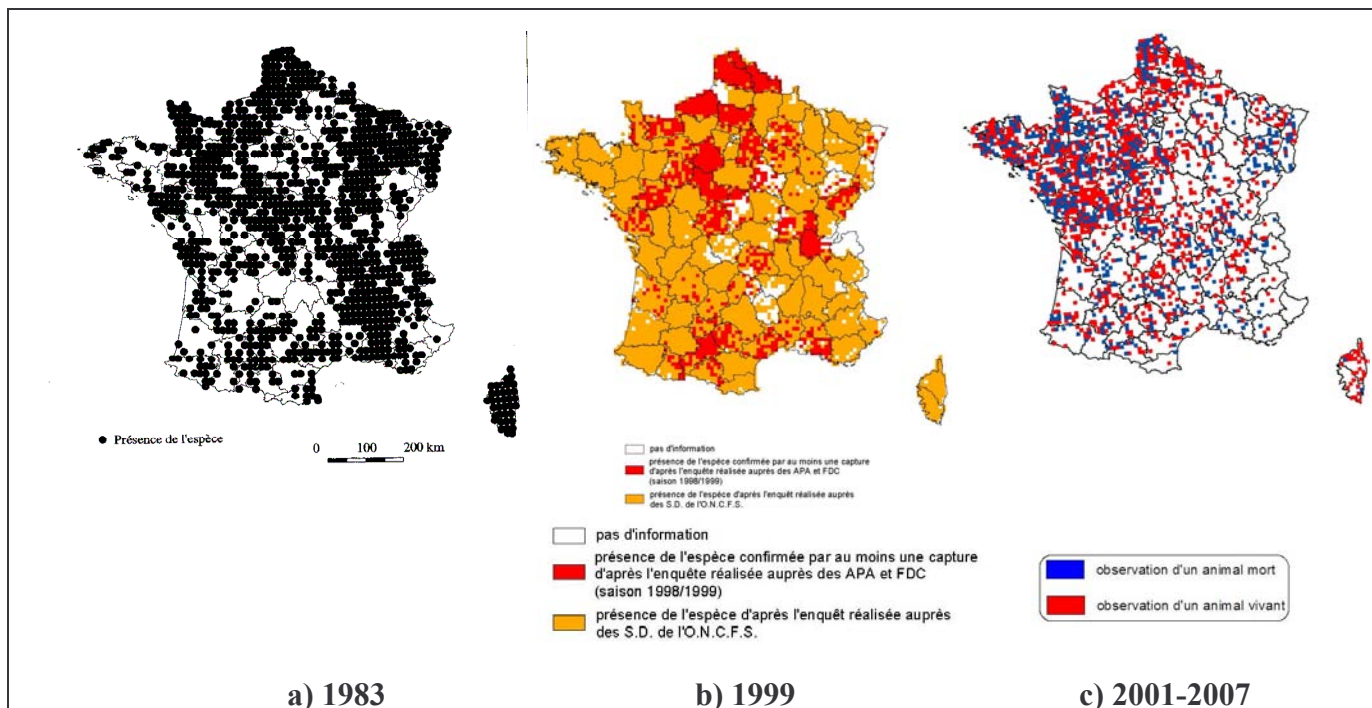 ● Présence de l'espèce
0 100 200 km
a) 1983
pas d'information
présence de l'espèce confirmée par au moins une capture
d'après l'enquête réalisée auprès des APA et FDC
(saison 1998/1999)
présence de l'espèce d'après l'enquêt réalisée auprès
des S.D. de l'O.N.C.F.S.
pas d'information
présence de l'espèce confirmée par au moins une capture
d'après l'enquête réalisée auprès des APA et FDC
(saison 1998/1999)
présence de l'espèce d'après l'enquêt réalisée auprès
des S.D. de l'O.N.C.F.S.
b) 1999
observation d'un animal mort
observation d'un animal vivant
c) 2001-2007